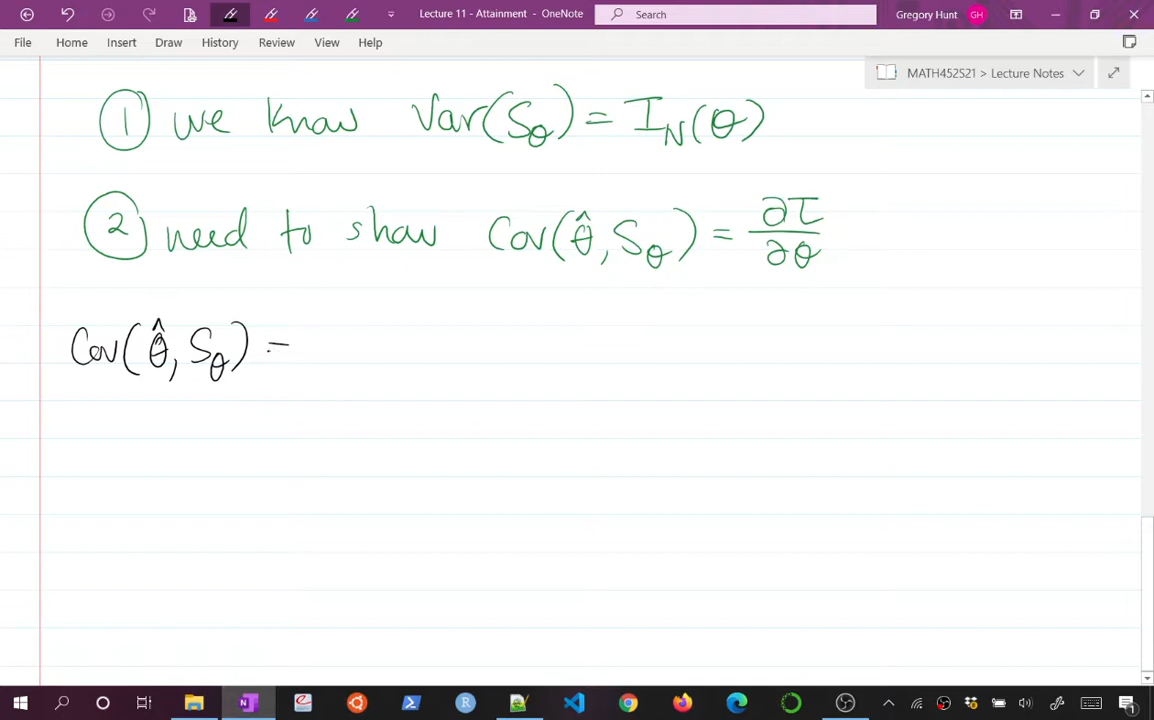 Lecture 11 - Attainment - OneNote
Search
Gregory Hunt GH
File Home Insert Draw History Review View Help
MATH452S21 > Lecture Notes
① we know Var(S_θ) = I_N(θ)
② need to show Cov(θ̂, S_θ) = ∂τ/∂θ
Cov(θ̂, S_θ) =